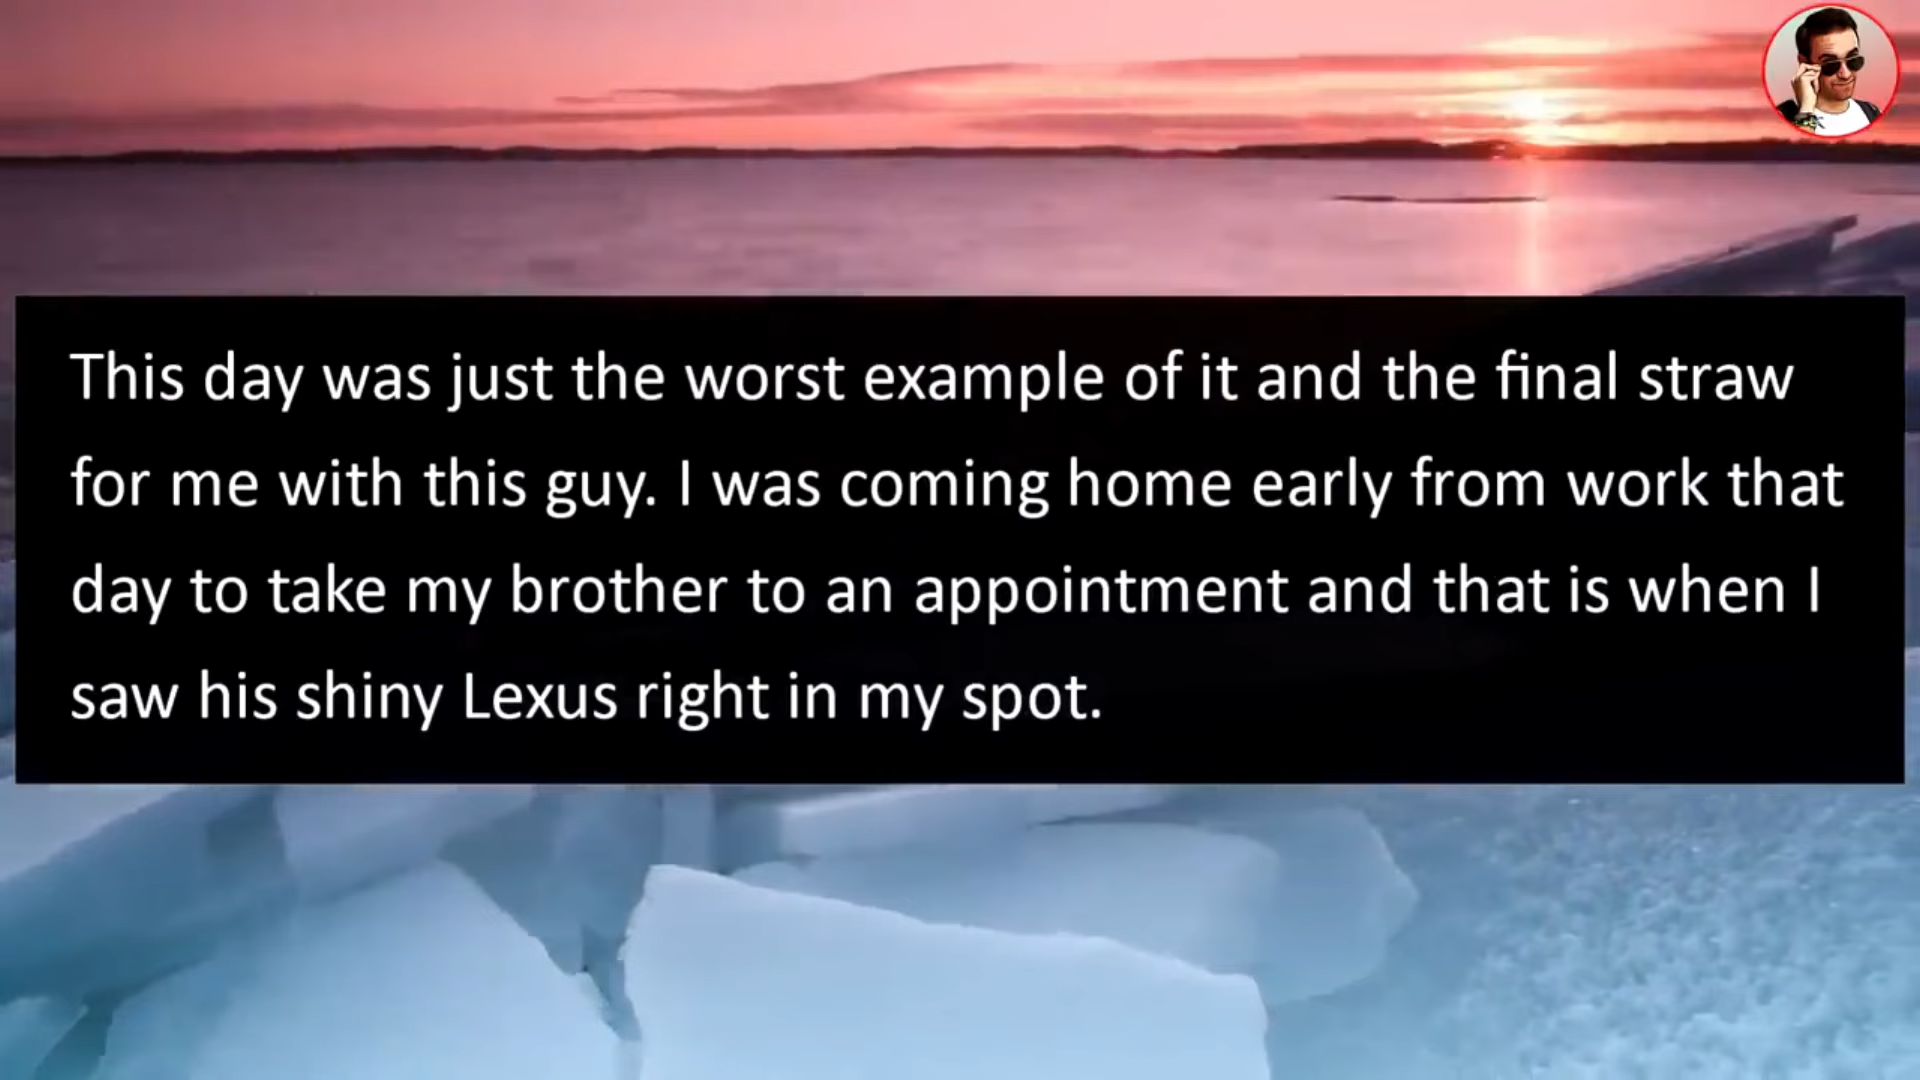 This day was just the worst example of it and the final straw
for me with this guy. I was coming home early from work that
day to take my brother to an appointment and that is when I
saw his shiny Lexus right in my spot.